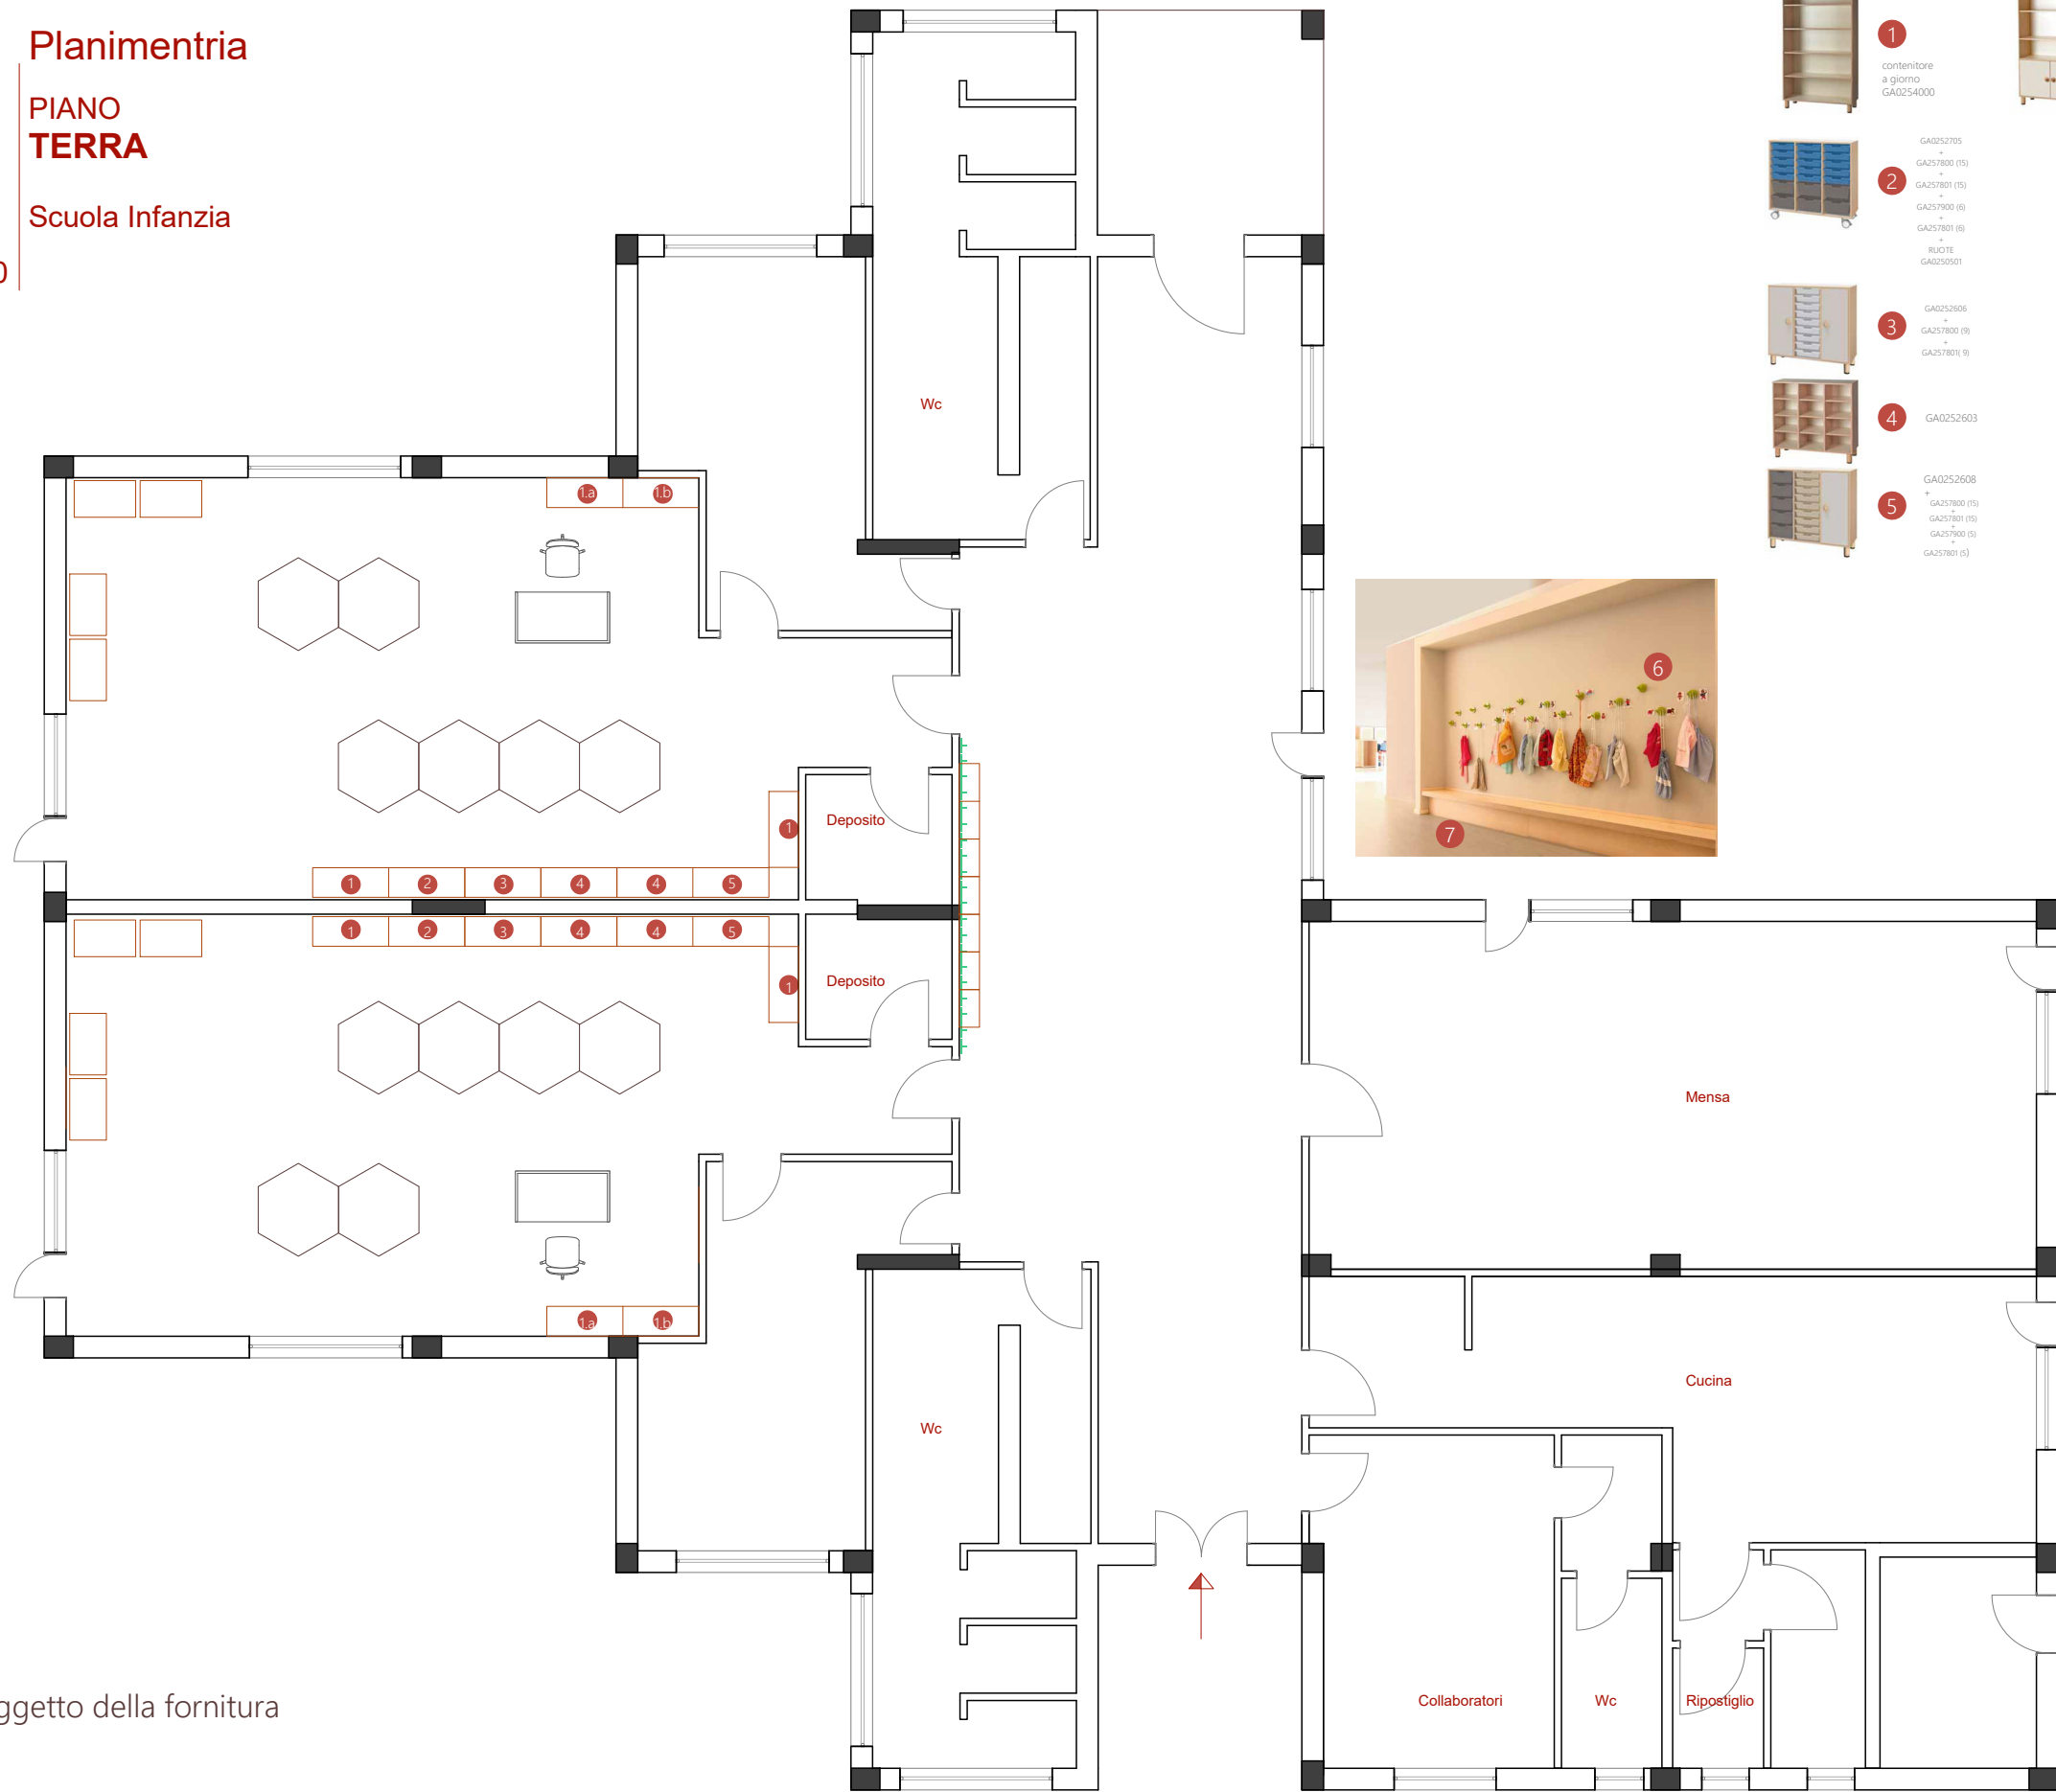 Planimentria
PIANO
TERRA
Scuola Infanzia
0
1
contenitore
a giorno
GA0254000
2
GA0252705
+
GA257800 (15)
+
GA257801 (15)
+
GA257900 (6)
+
GA257801 (6)
+
RUOTE
GA0250501
3
GA0252606
+
GA257800 (9)
+
GA257801( 9)
4
GA0252603
5
GA0252608
+
GA257800 (15)
+
GA257801 (15)
+
GA257900 (5)
+
GA257801 (5)
6
7
Wc
1.a 1.b
Deposito
1
1 2 3 4 4 5
1 2 3 4 4 5
1
Deposito
Mensa
1.a 1.b
Cucina
Wc
Collaboratori
Wc
Ripostiglio
ggetto della fornitura